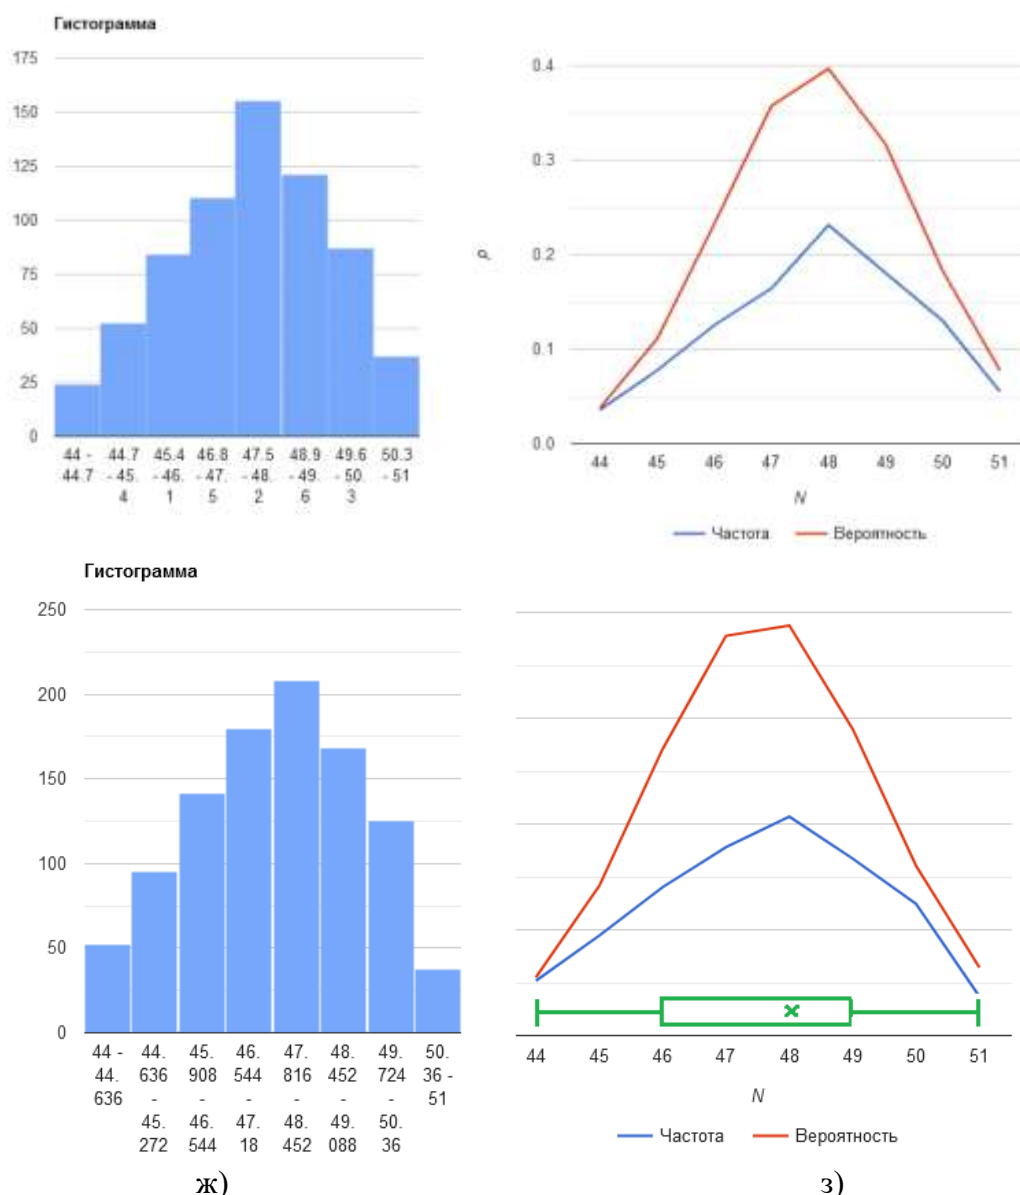 Гистограмма
175
150
125
100
75
50
25
0
44 - 44.7
44.7 - 45.4
45.4 - 46.1
46.8 - 47.5
47.5 - 48.2
48.9 - 49.6
49.6 - 50.3
50.3 - 51
0.4
0.3
0.2
0.1
0.0
p
44 45 46 47 48 49 50 51
N
Частота Вероятность
Гистограмма
250
200
150
100
50
0
44 - 44.636
44.636 - 45.272
45.908 - 46.544
46.544 - 47.18
47.816 - 48.452
48.452 - 49.088
49.724 - 50.36
50.36 - 51
44 45 46 47 48 49 50 51
N
Частота Вероятность
ж) з)